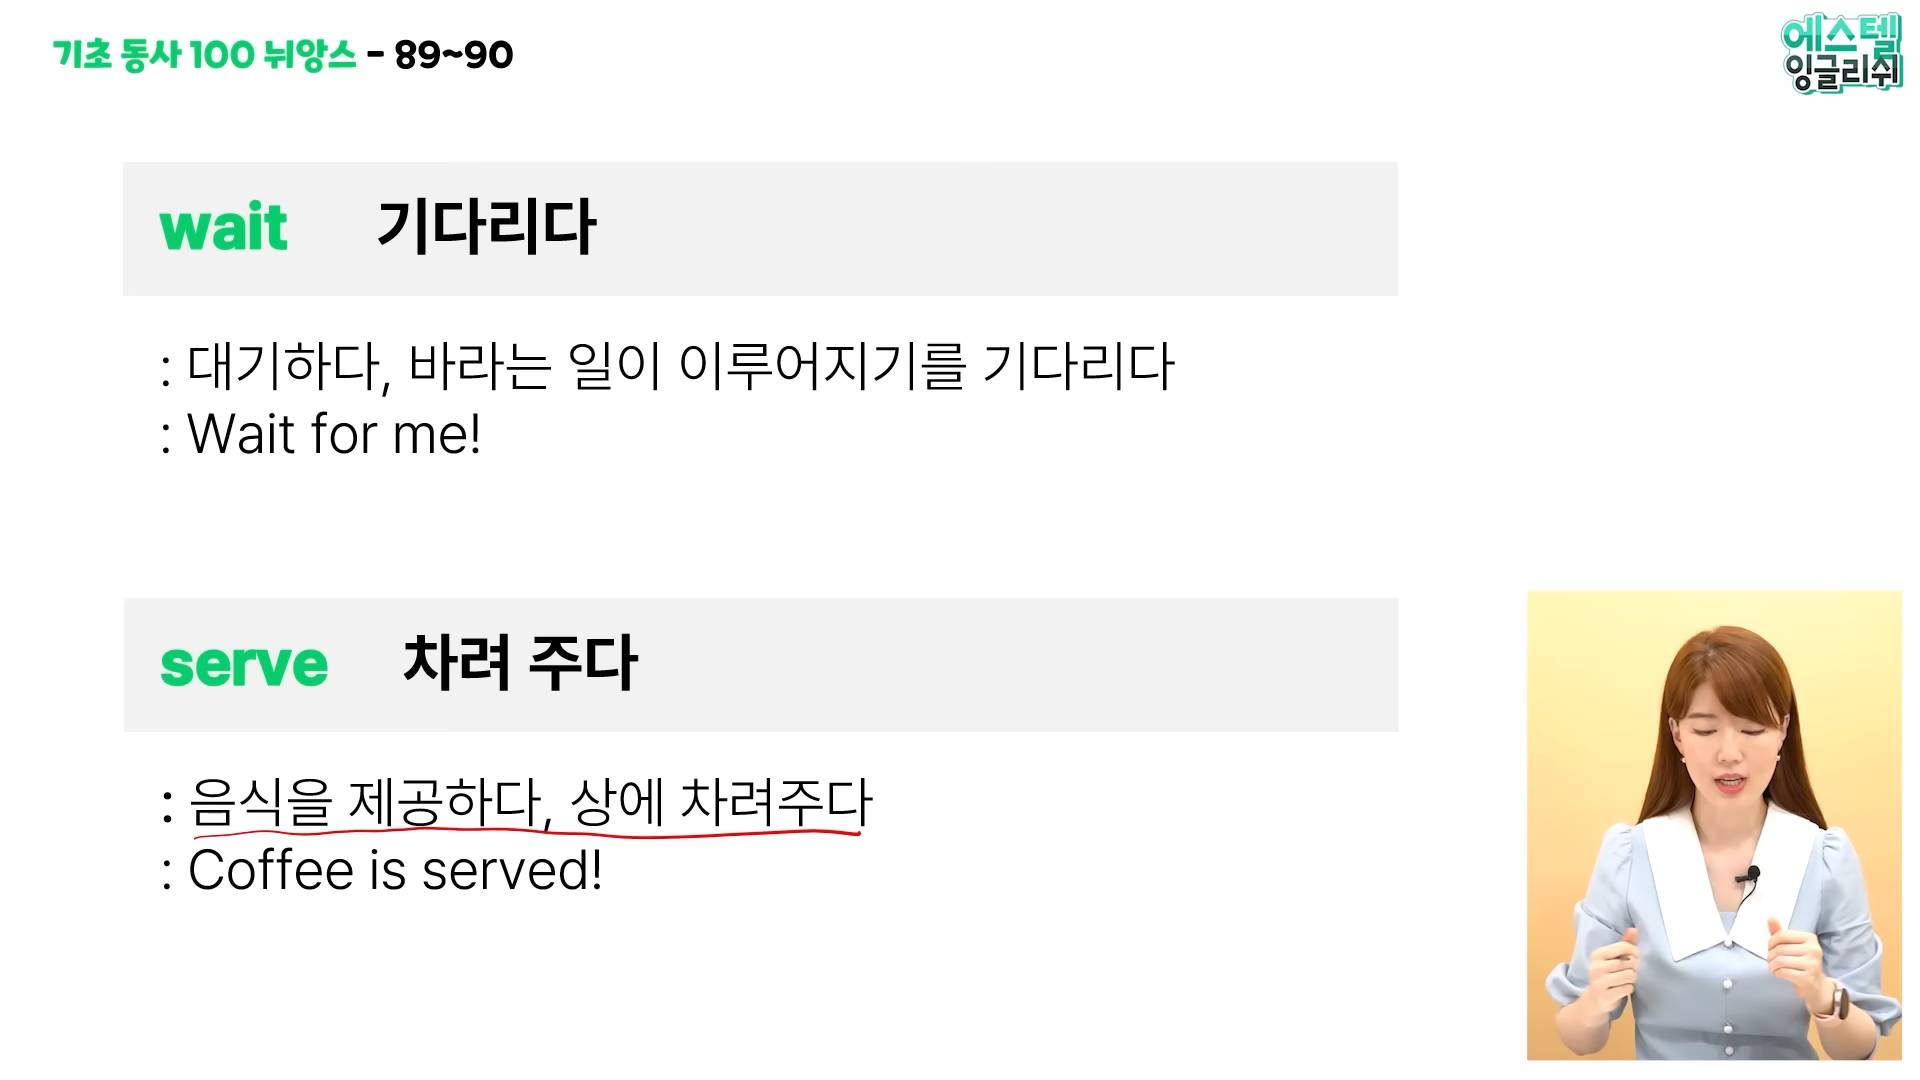 기초 동사 100 뉘앙스 - 89~90
에스텔
잉글리쉬
wait 기다리다
: 대기하다, 바라는 일이 이루어지기를 기다리다
: Wait for me!
serve 차려 주다
: 음식을 제공하다, 상에 차려주다
: Coffee is served!